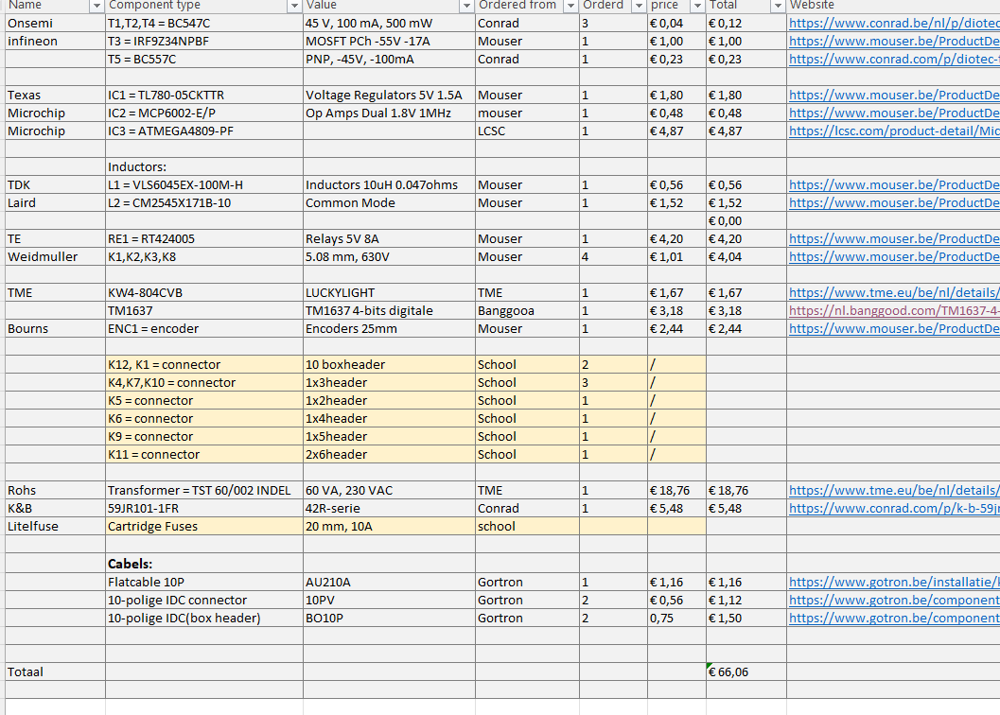 Name Component type Value Ordered from Orderd price Total Website
Onsemi T1,T2,T4 = BC547C 45 V, 100 mA, 500 mW Conrad 3 € 0,04 € 0,12 https://www.conrad.be/nl/p/diotec
infineon T3 = IRF9Z34NPBF MOSFT PCh -55V -17A Mouser 1 € 1,00 € 1,00 https://www.mouser.be/ProductDe
T5 = BC557C PNP, -45V, -100mA Conrad 1 € 0,23 € 0,23 https://www.conrad.com/p/diotec-t
Texas IC1 = TL780-05CKTTR Voltage Regulators 5V 1.5A Mouser 1 € 1,80 € 1,80 https://www.mouser.be/ProductDe
Microchip IC2 = MCP6002-E/P Op Amps Dual 1.8V 1MHz mouser 1 € 0,48 € 0,48 https://www.mouser.be/ProductDe
Microchip IC3 = ATMEGA4809-PF LCSC 1 € 4,87 € 4,87 https://lcsc.com/product-detail/Mic
Inductors:
TDK L1 = VLS6045EX-100M-H Inductors 10uH 0.047ohms Mouser 1 € 0,56 € 0,56 https://www.mouser.be/ProductDe
Laird L2 = CM2545X171B-10 Common Mode Mouser 1 € 1,52 € 1,52 https://www.mouser.be/ProductDe
€ 0,00
TE RE1 = RT424005 Relays 5V 8A Mouser 1 € 4,20 € 4,20 https://www.mouser.be/ProductDe
Weidmuller K1,K2,K3,K8 5.08 mm, 630V Mouser 4 € 1,01 € 4,04 https://www.mouser.be/ProductDe
TME KW4-804CVB LUCKYLIGHT TME 1 € 1,67 € 1,67 https://www.tme.eu/be/nl/details/
TM1637 TM1637 4-bits digitale Banggooa 1 € 3,18 € 3,18 https://nl.banggood.com/TM1637-4-
Bourns ENC1 = encoder Encoders 25mm Mouser 1 € 2,44 € 2,44 https://www.mouser.be/ProductDe
K12, K1 = connector 10 boxheader School 2 /
K4,K7,K10 = connector 1x3header School 3 /
K5 = connector 1x2header School 1 /
K6 = connector 1x4header School 1 /
K9 = connector 1x5header School 1 /
K11 = connector 2x6header School 1 /
Rohs Transformer = TST 60/002 INDEL 60 VA, 230 VAC TME 1 € 18,76 € 18,76 https://www.tme.eu/be/nl/details/
K&B 59JR101-1FR 42R-serie Conrad 1 € 5,48 € 5,48 https://www.conrad.com/p/k-b-59jr
Litelfuse Cartridge Fuses 20 mm, 10A school
Cabels:
Flatcable 10P AU210A Gortron 1 € 1,16 € 1,16 https://www.gotron.be/installatie/k
10-polige IDC connector 10PV Gortron 2 € 0,56 € 1,12 https://www.gotron.be/component
10-polige IDC(box header) BO10P Gortron 2 0,75 € 1,50 https://www.gotron.be/component
Totaal € 66,06